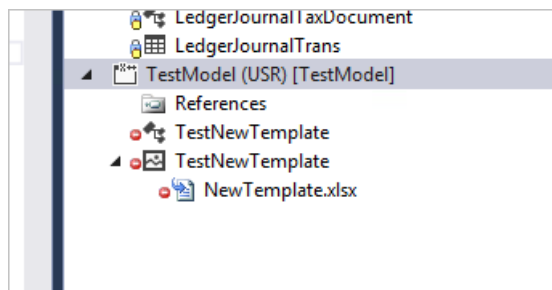 LedgerJournalTaxDocument
LedgerJournalTrans
TestModel (USR) [TestModel]
References
TestNewTemplate
TestNewTemplate
NewTemplate.xlsx